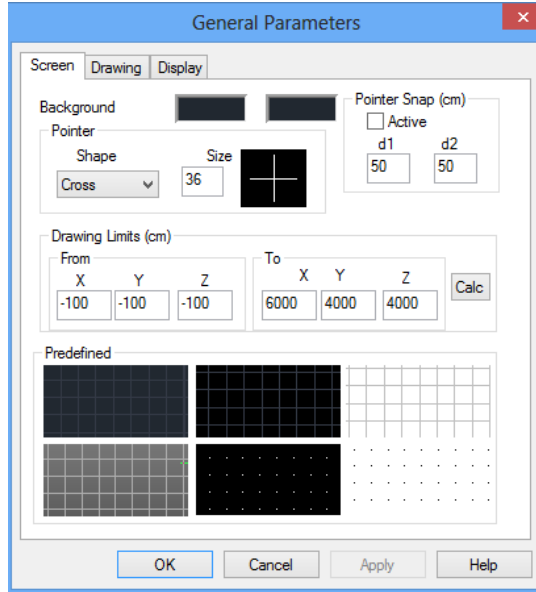 General Parameters
Screen Drawing Display
Background
Pointer Snap (cm)
Active
d1 d2
50 50
Pointer
Shape Size
Cross 36
Drawing Limits (cm)
From
X Y Z
-100 -100 -100
To
X Y Z
6000 4000 4000
Calc
Predefined
OK Cancel Apply Help